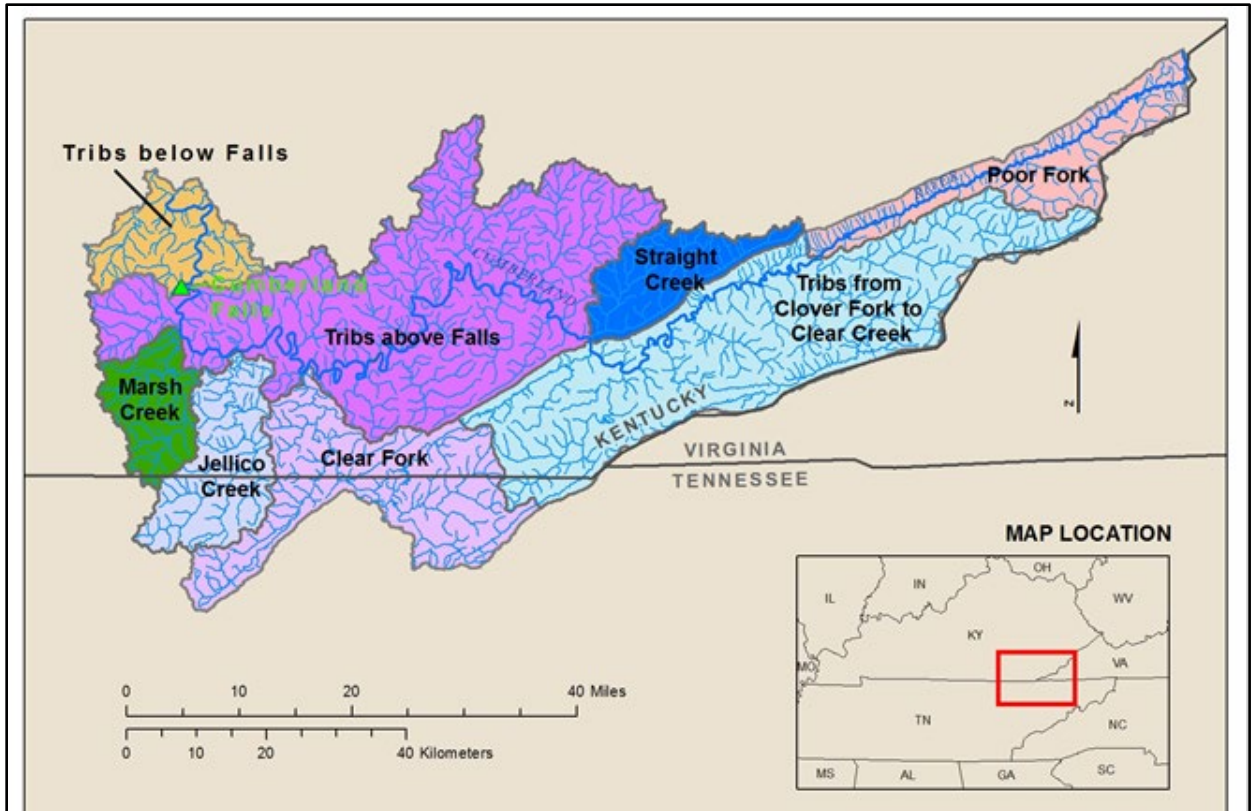 Tribs below Falls
Poor Fork
RIVER
Straight
Creek
CUMBERLAND
Cumberland
Falls
Tribs from
Clover Fork to
Clear Creek
Tribs above Falls
Marsh
Creek
KENTUCKY
N
Clear Fork
Jellico
Creek
VIRGINIA
TENNESSEE
MAP LOCATION
OH
IN
IL
WV
KY
MO
VA
TN
NC
MS
AL
GA
SC
0 10 20 40 Miles
0 10 20 40 Kilometers